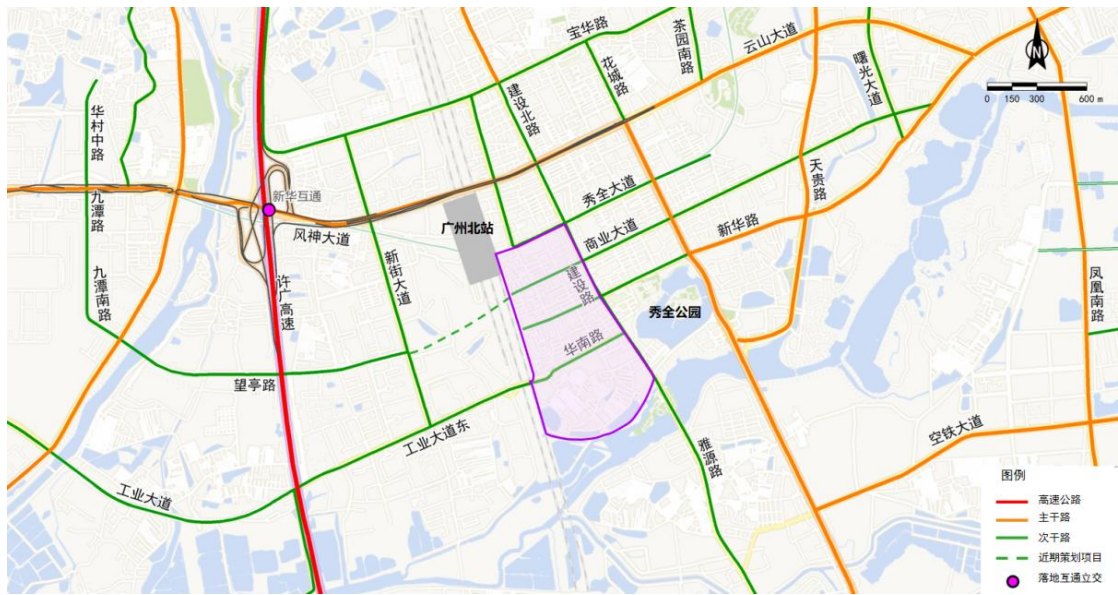 宝华路
茶园南路
云山大道
曙光大道
N
0 150 300 600 m
花城路
建设北路
华村中路
新华互通
九潭路
风神大道
广州北站
秀全大道
天贵路
商业大道
新华路
九潭南路
新街大道
许广高速
建设路
秀全公园
凤凰南路
华南路
望亭路
工业大道东
空铁大道
雅源路
工业大道
图例
高速公路
主干路
次干路
近期策划项目
落地互通立交